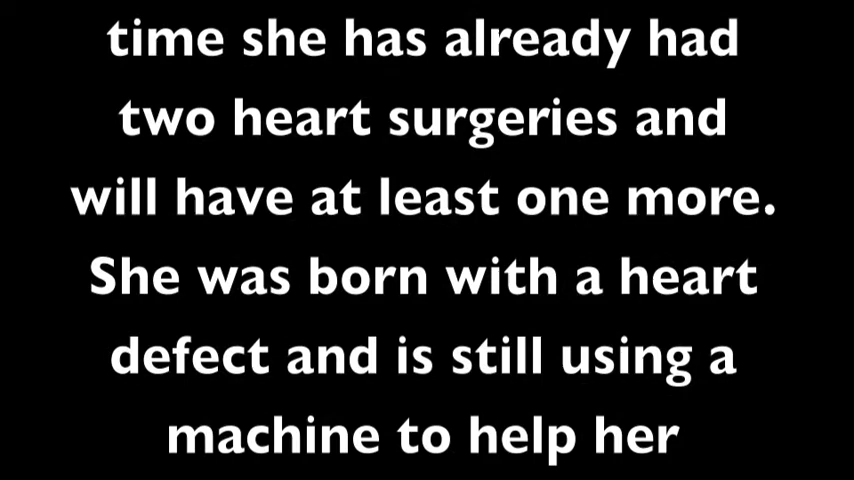 time she has already had
two heart surgeries and
will have at least one more.
She was born with a heart
defect and is still using a
machine to help her